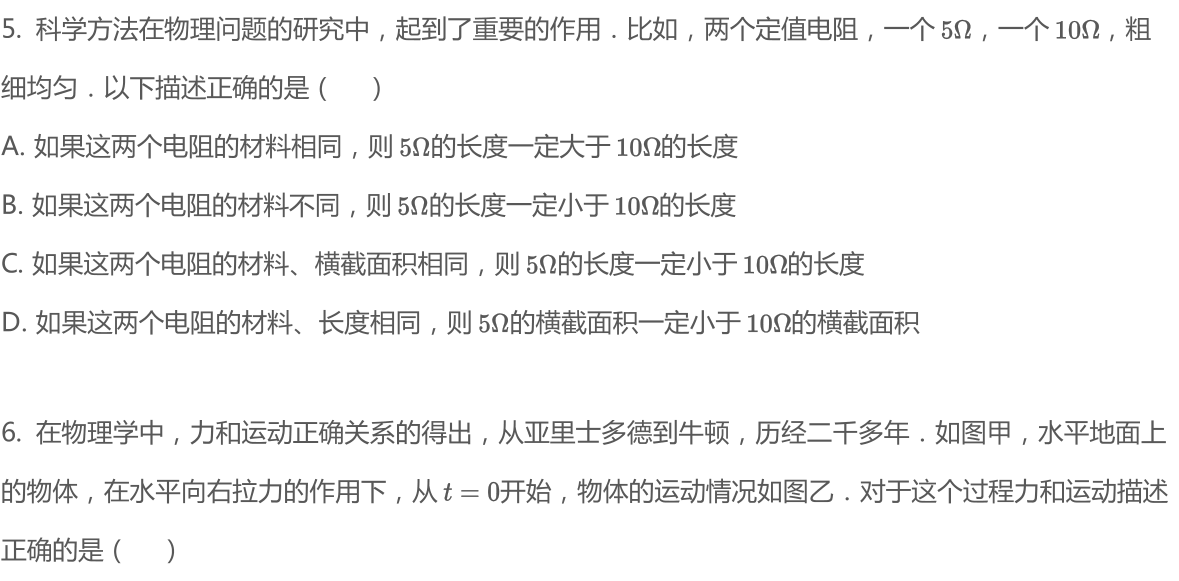 5. 科学方法在物理问题的研究中，起到了重要的作用．比如，两个定值电阻，一个 5Ω，一个 10Ω，粗
细均匀．以下描述正确的是 (　　)
A. 如果这两个电阻的材料相同，则 5Ω的长度一定大于 10Ω的长度
B. 如果这两个电阻的材料不同，则 5Ω的长度一定小于 10Ω的长度
C. 如果这两个电阻的材料、横截面积相同，则 5Ω的长度一定小于 10Ω的长度
D. 如果这两个电阻的材料、长度相同，则 5Ω的横截面积一定小于 10Ω的横截面积
6. 在物理学中，力和运动正确关系的得出，从亚里士多德到牛顿，历经二千多年．如图甲，水平地面上
的物体，在水平向右拉力的作用下，从 t = 0开始，物体的运动情况如图乙．对于这个过程力和运动描述
正确的是 (　　)